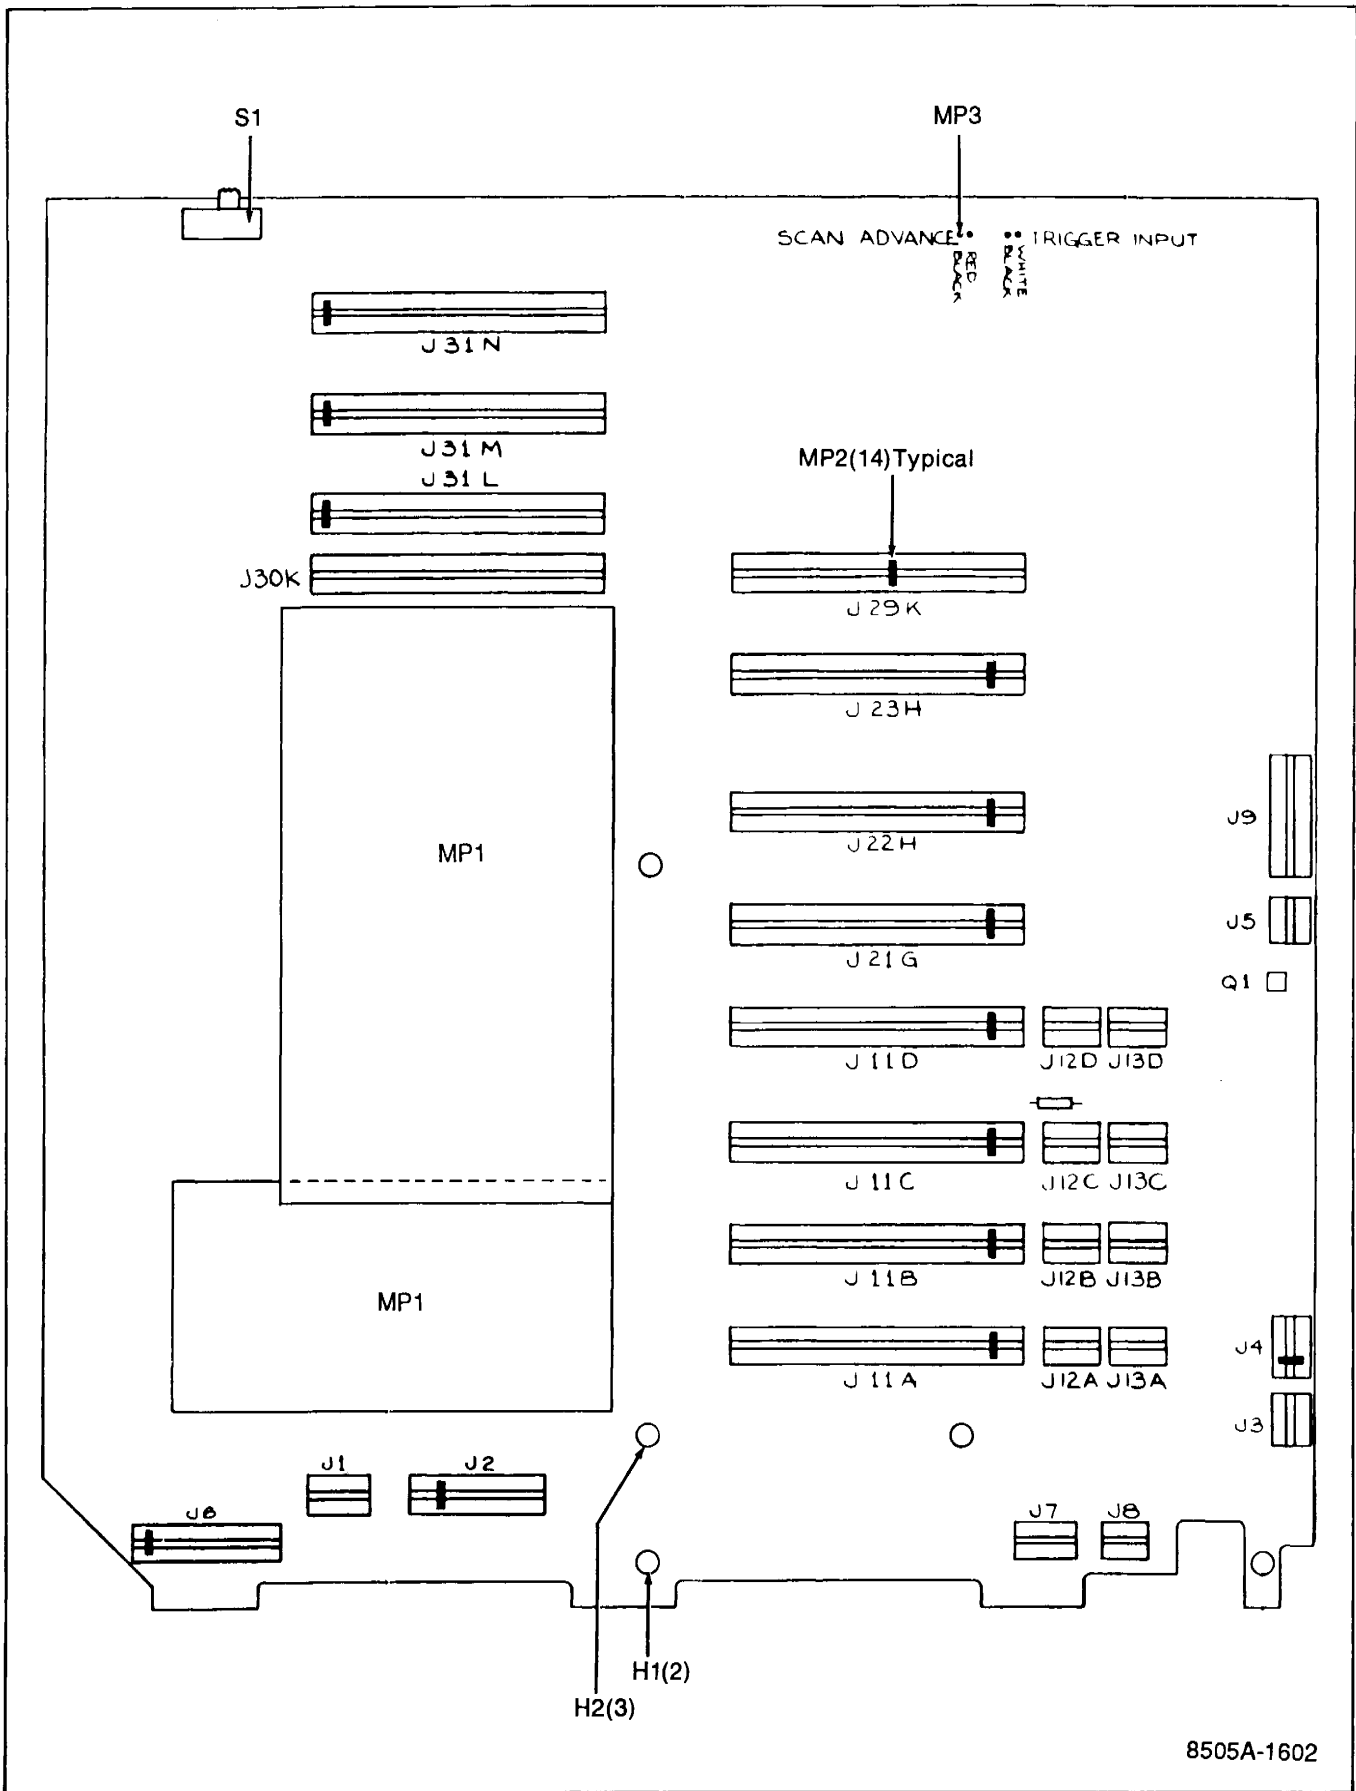 S1
MP3
SCAN ADVANCE
RED
BLACK
WHITE
BLACK
TRIGGER INPUT
J31N
J31M
J31L
J30K
MP2(14)Typical
J29K
J23H
J22H
J21G
J11D
J12D
J13D
J11C
J12C
J13C
J11B
J12B
J13B
J11A
J12A
J13A
J9
J5
Q1
J4
J3
MP1
MP1
J1
J2
J6
J7
J8
H1(2)
H2(3)
8505A-1602